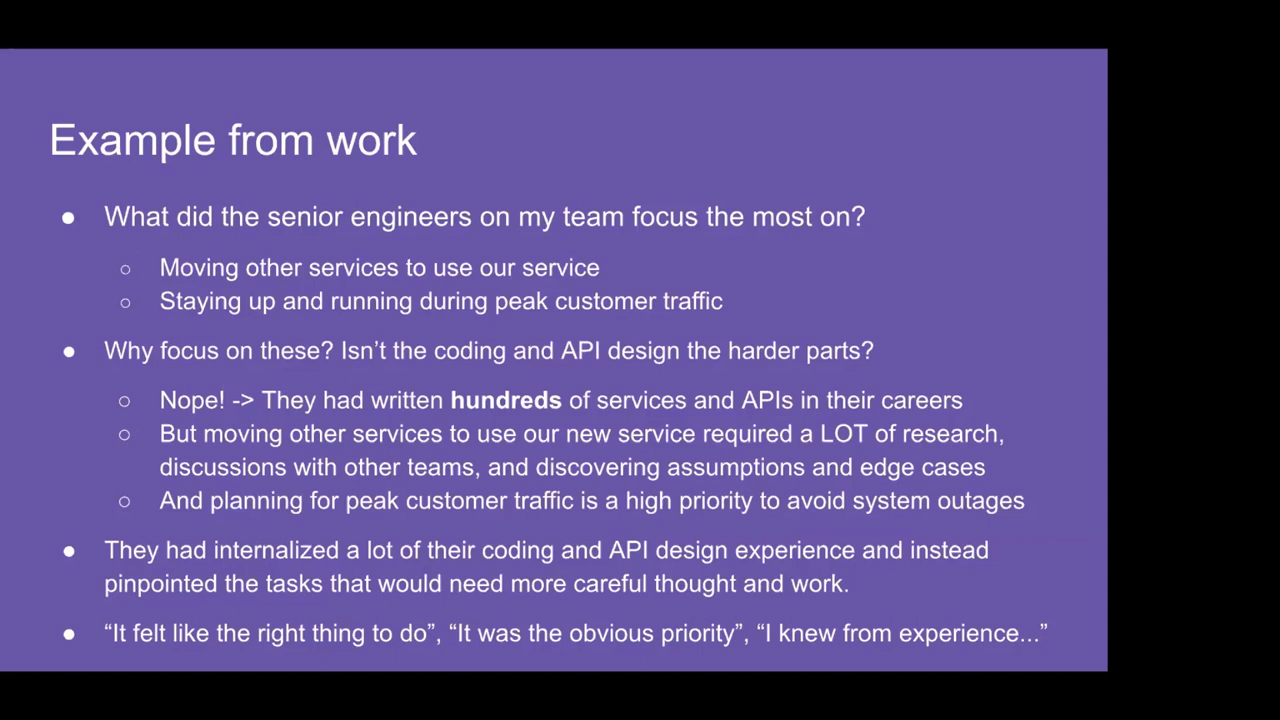 Example from work
● What did the senior engineers on my team focus the most on?
○ Moving other services to use our service
○ Staying up and running during peak customer traffic
● Why focus on these? Isn’t the coding and API design the harder parts?
○ Nope! -> They had written hundreds of services and APIs in their careers
○ But moving other services to use our new service required a LOT of research,
discussions with other teams, and discovering assumptions and edge cases
○ And planning for peak customer traffic is a high priority to avoid system outages
● They had internalized a lot of their coding and API design experience and instead
pinpointed the tasks that would need more careful thought and work.
● “It felt like the right thing to do”, “It was the obvious priority”, “I knew from experience...”